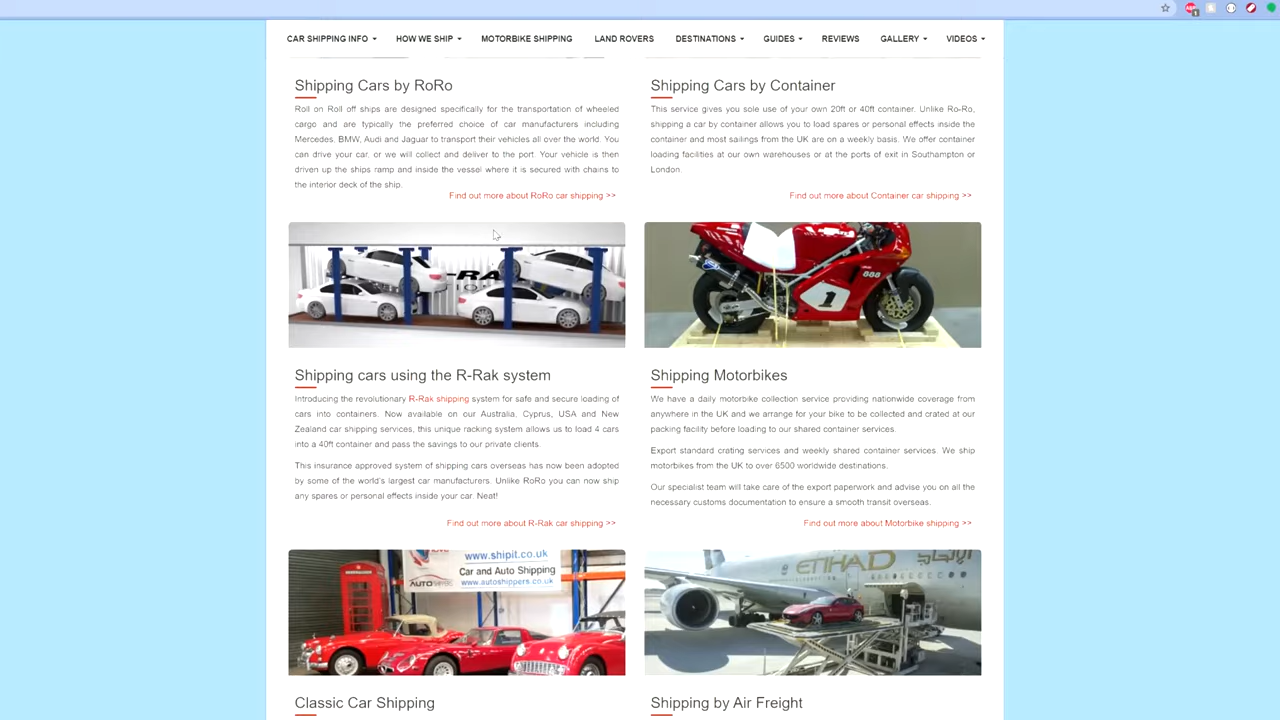 CAR SHIPPING INFO HOW WE SHIP MOTORBIKE SHIPPING LAND ROVERS DESTINATIONS GUIDES REVIEWS GALLERY VIDEOS
Shipping Cars by RoRo
Roll on Roll off ships are designed specifically for the transportation of wheeled
cargo and are typically the preferred choice of car manufacturers including
Mercedes, BMW, Audi and Jaguar to transport their vehicles all over the world. You
can drive your car, or we will collect and deliver to the port. Your vehicle is then
driven up the ships ramp and inside the vessel where it is secured with chains to
the interior deck of the ship.
Find out more about RoRo car shipping >>
Shipping Cars by Container
This service gives you sole use of your own 20ft or 40ft container. Unlike Ro-Ro,
shipping a car by container allows you to load spares or personal effects inside the
container and most sailings from the UK are on a weekly basis. We offer container
loading facilities at our own warehouses or at the ports of exit in Southampton or
London.
Find out more about Container car shipping >>
888
1
Shipping cars using the R-Rak system
Introducing the revolutionary R-Rak shipping system for safe and secure loading of
cars into containers. Now available on our Australia, Cyprus, USA and New
Zealand car shipping services, this unique racking system allows us to load 4 cars
into a 40ft container and pass the savings to our private clients.
This insurance approved system of shipping cars overseas has now been adopted
by some of the world's largest car manufacturers. Unlike RoRo you can now ship
any spares or personal effects inside your car. Neat!
Find out more about R-Rak car shipping >>
Shipping Motorbikes
We have a daily motorbike collection service providing nationwide coverage from
anywhere in the UK and we arrange for your bike to be collected and crated at our
packing facility before loading to our shared container services.
Export standard crating services and weekly shared container services. We ship
motorbikes from the UK to over 6500 worldwide destinations.
Our specialist team will take care of the export paperwork and advise you on all the
necessary customs documentation to ensure a smooth transit overseas.
Find out more about Motorbike shipping >>
www.shipit.co.uk
Car and Auto Shipping
www.autoshippers.co.uk
ETIHAD
Classic Car Shipping
Shipping by Air Freight